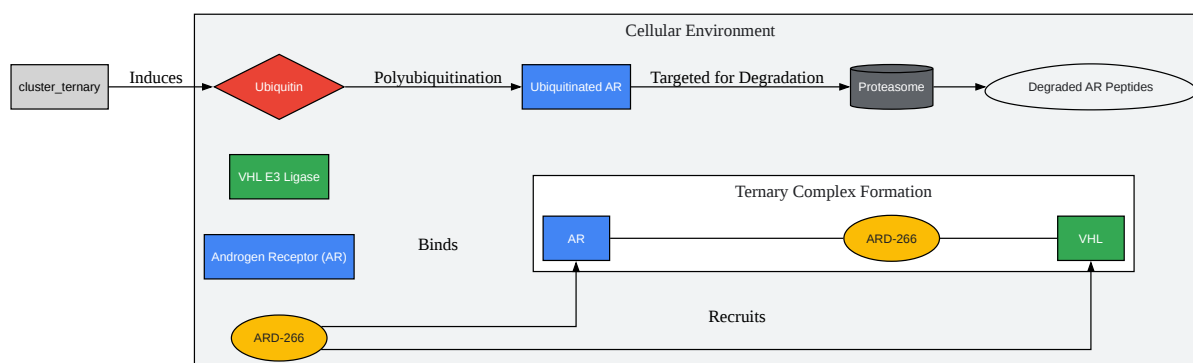 Cellular Environment
cluster_ternary
Induces
Ubiquitin
Polyubiquitination
Ubiquitinated AR
Targeted for Degradation
Proteasome
Degraded AR Peptides
VHL E3 Ligase
Ternary Complex Formation
AR
ARD-266
VHL
Androgen Receptor (AR)
Binds
Recruits
ARD-266